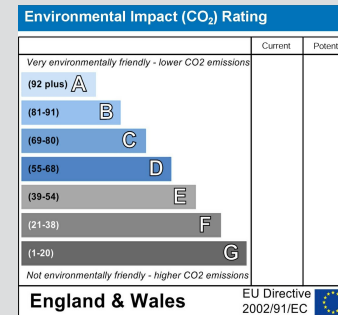 Environmental Impact (CO₂) Rating
Current Potent
Very environmentally friendly - lower CO2 emissions
(92 plus) A
(81-91) B
(69-80) C
(55-68) D
(39-54) E
(21-38) F
(1-20) G
Not environmentally friendly - higher CO2 emissions
England & Wales
EU Directive
2002/91/EC